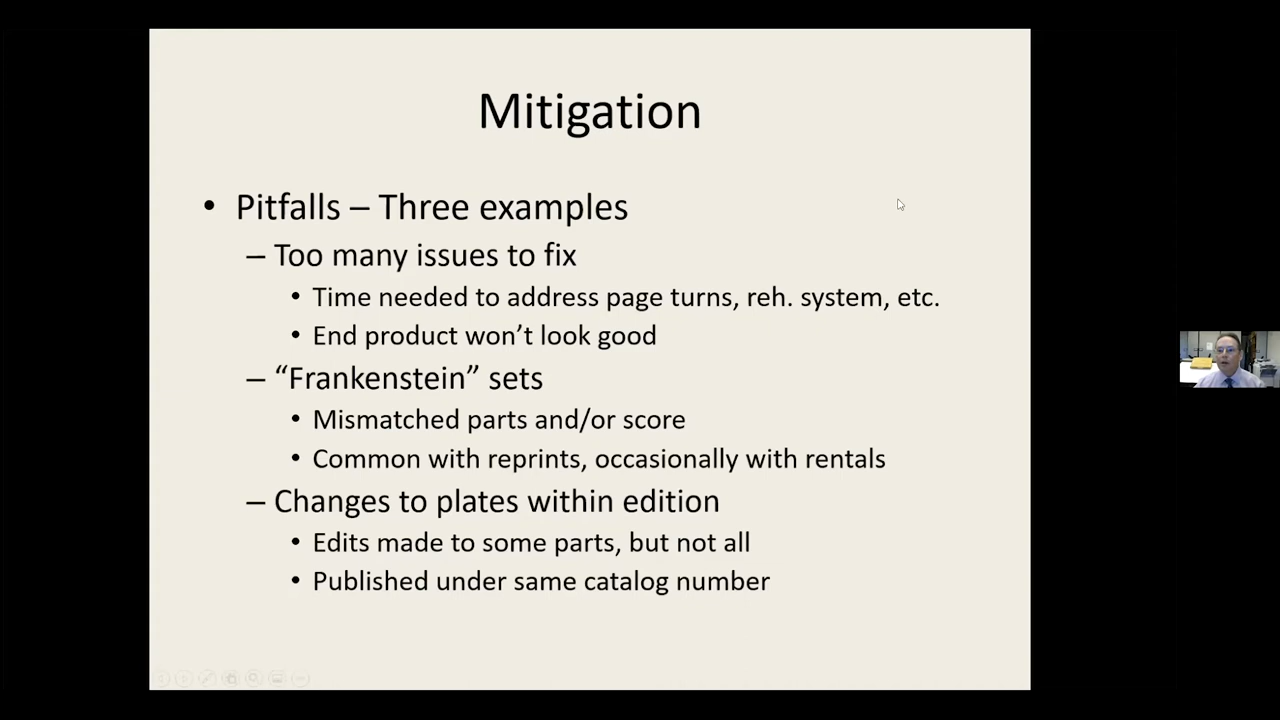 Mitigation
• Pitfalls – Three examples
– Too many issues to fix
• Time needed to address page turns, reh. system, etc.
• End product won’t look good
– “Frankenstein” sets
• Mismatched parts and/or score
• Common with reprints, occasionally with rentals
– Changes to plates within edition
• Edits made to some parts, but not all
• Published under same catalog number